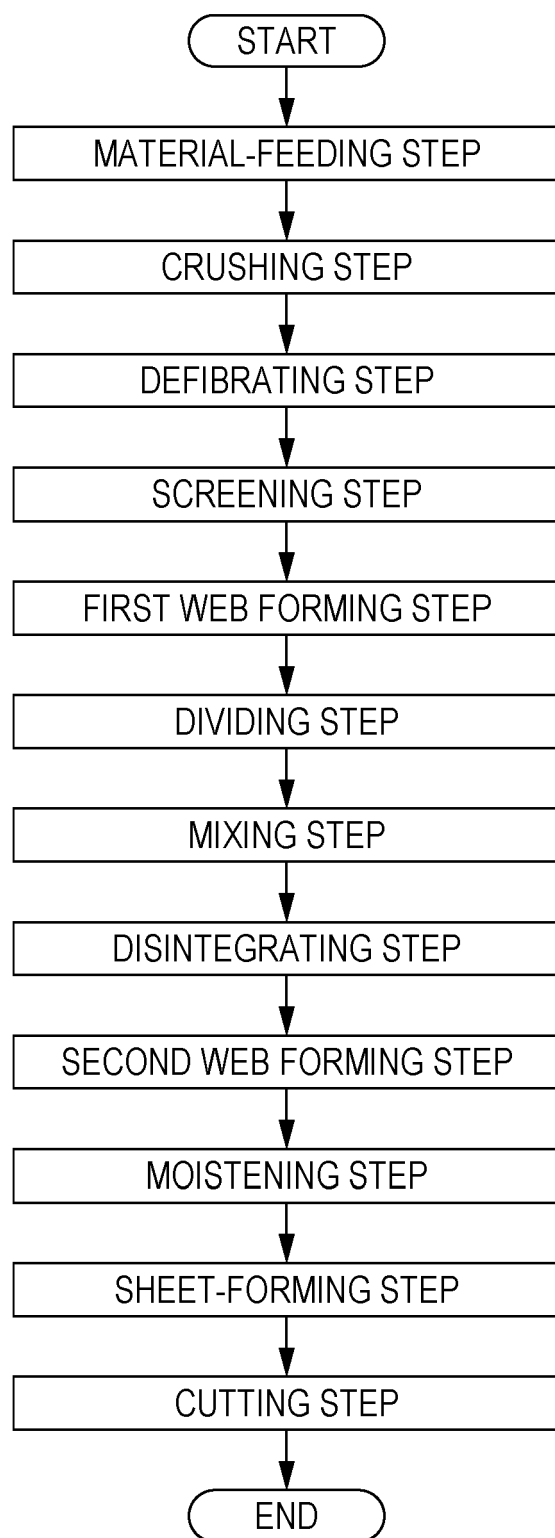 START
MATERIAL-FEEDING STEP
CRUSHING STEP
DEFIBRATING STEP
SCREENING STEP
FIRST WEB FORMING STEP
DIVIDING STEP
MIXING STEP
DISINTEGRATING STEP
SECOND WEB FORMING STEP
MOISTENING STEP
SHEET-FORMING STEP
CUTTING STEP
END